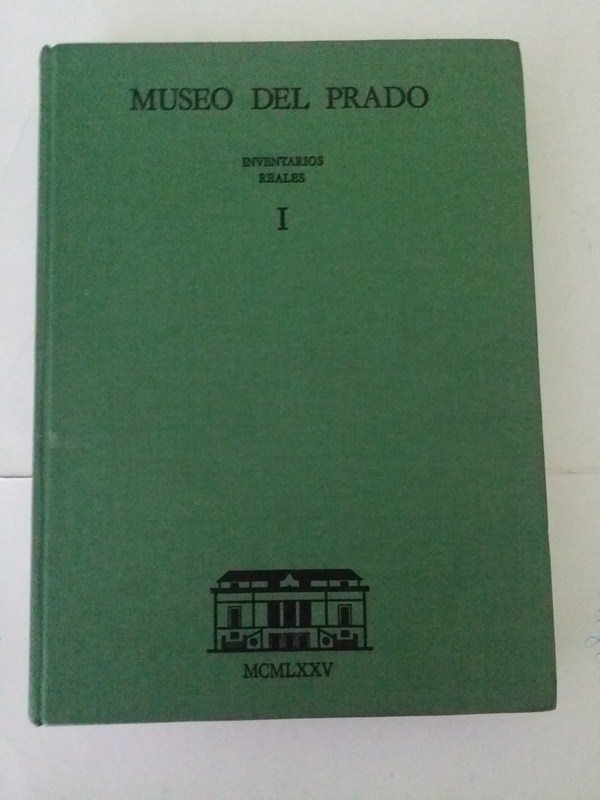 MUSEO DEL PRADO
INVENTARIOS
REALES
I
MCMLXXV